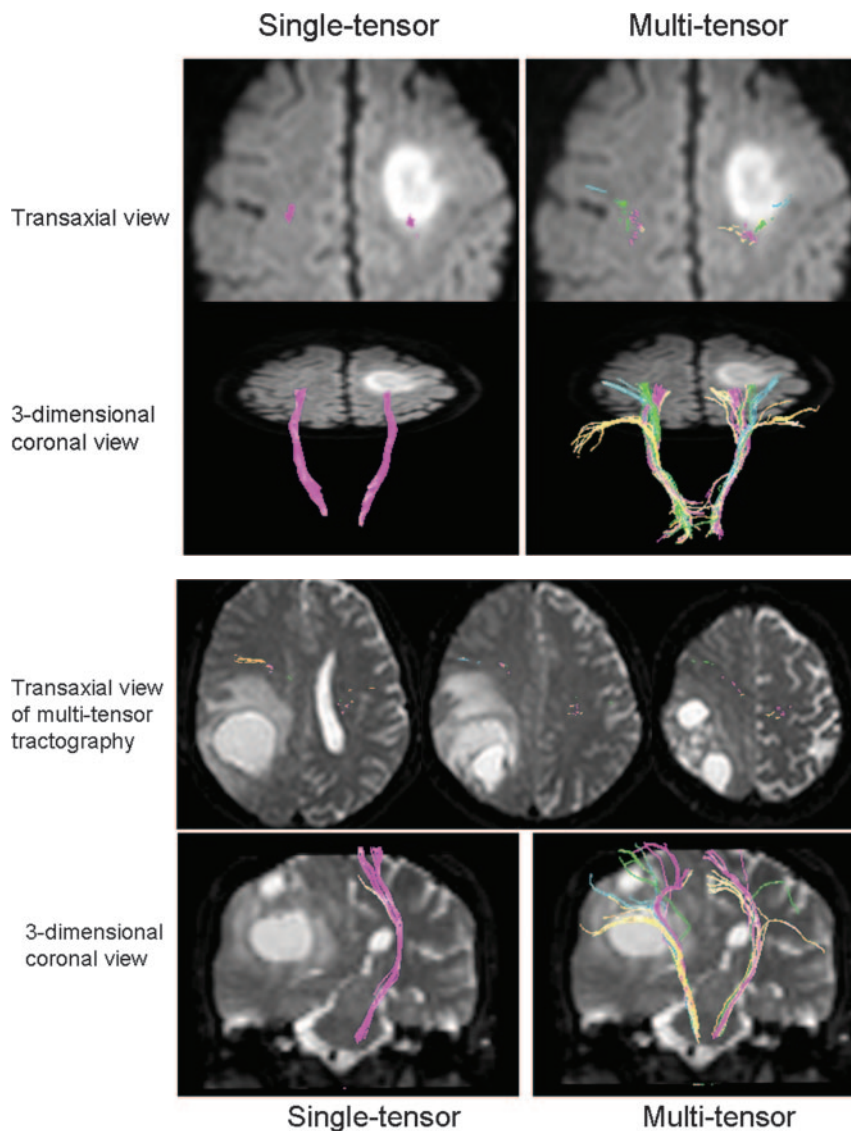 Single-tensor
Multi-tensor
Transaxial view
3-dimensional
coronal view
Transaxial view
of multi-tensor
tractography
3-dimensional
coronal view
Single-tensor
Multi-tensor